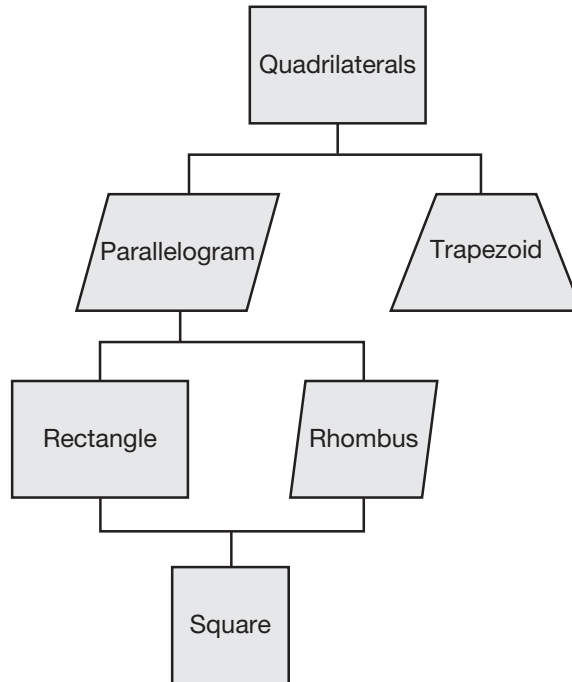 Quadrilaterals
Parallelogram
Trapezoid
Rectangle
Rhombus
Square